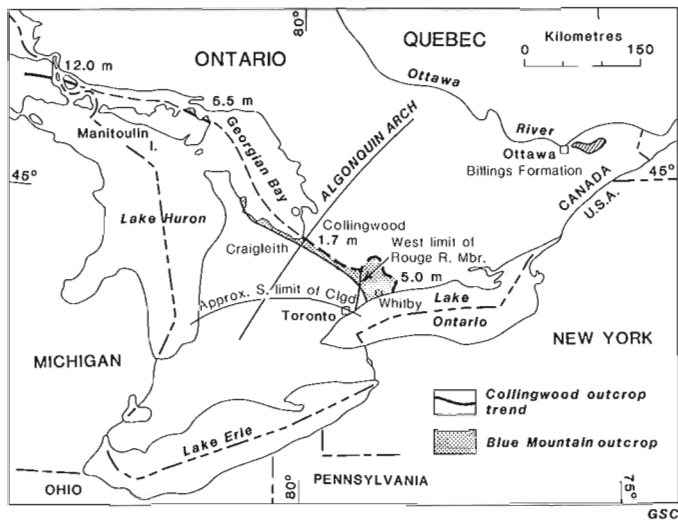 80°
ONTARIO
QUEBEC
Kilometres
0 150
12.0 m
5.5 m
Ottawa
River
Manitoulin
I.
Georgian Bay
ALGONQUIN ARCH
Ottawa
Billings Formation
45°
45°
CANADA
U.S.A.
Lake Huron
Collingwood
1.7 m
Craigleith
West limit of
Rouge R. Mbr.
5.0 m
Approx. S. limit of Clgd
Whitby
Toronto
Lake
Ontario
MICHIGAN
NEW YORK
Collingwood outcrop
trend
Blue Mountain outcrop
Lake Erie
PENNSYLVANIA
OHIO
80°
75°
GSC